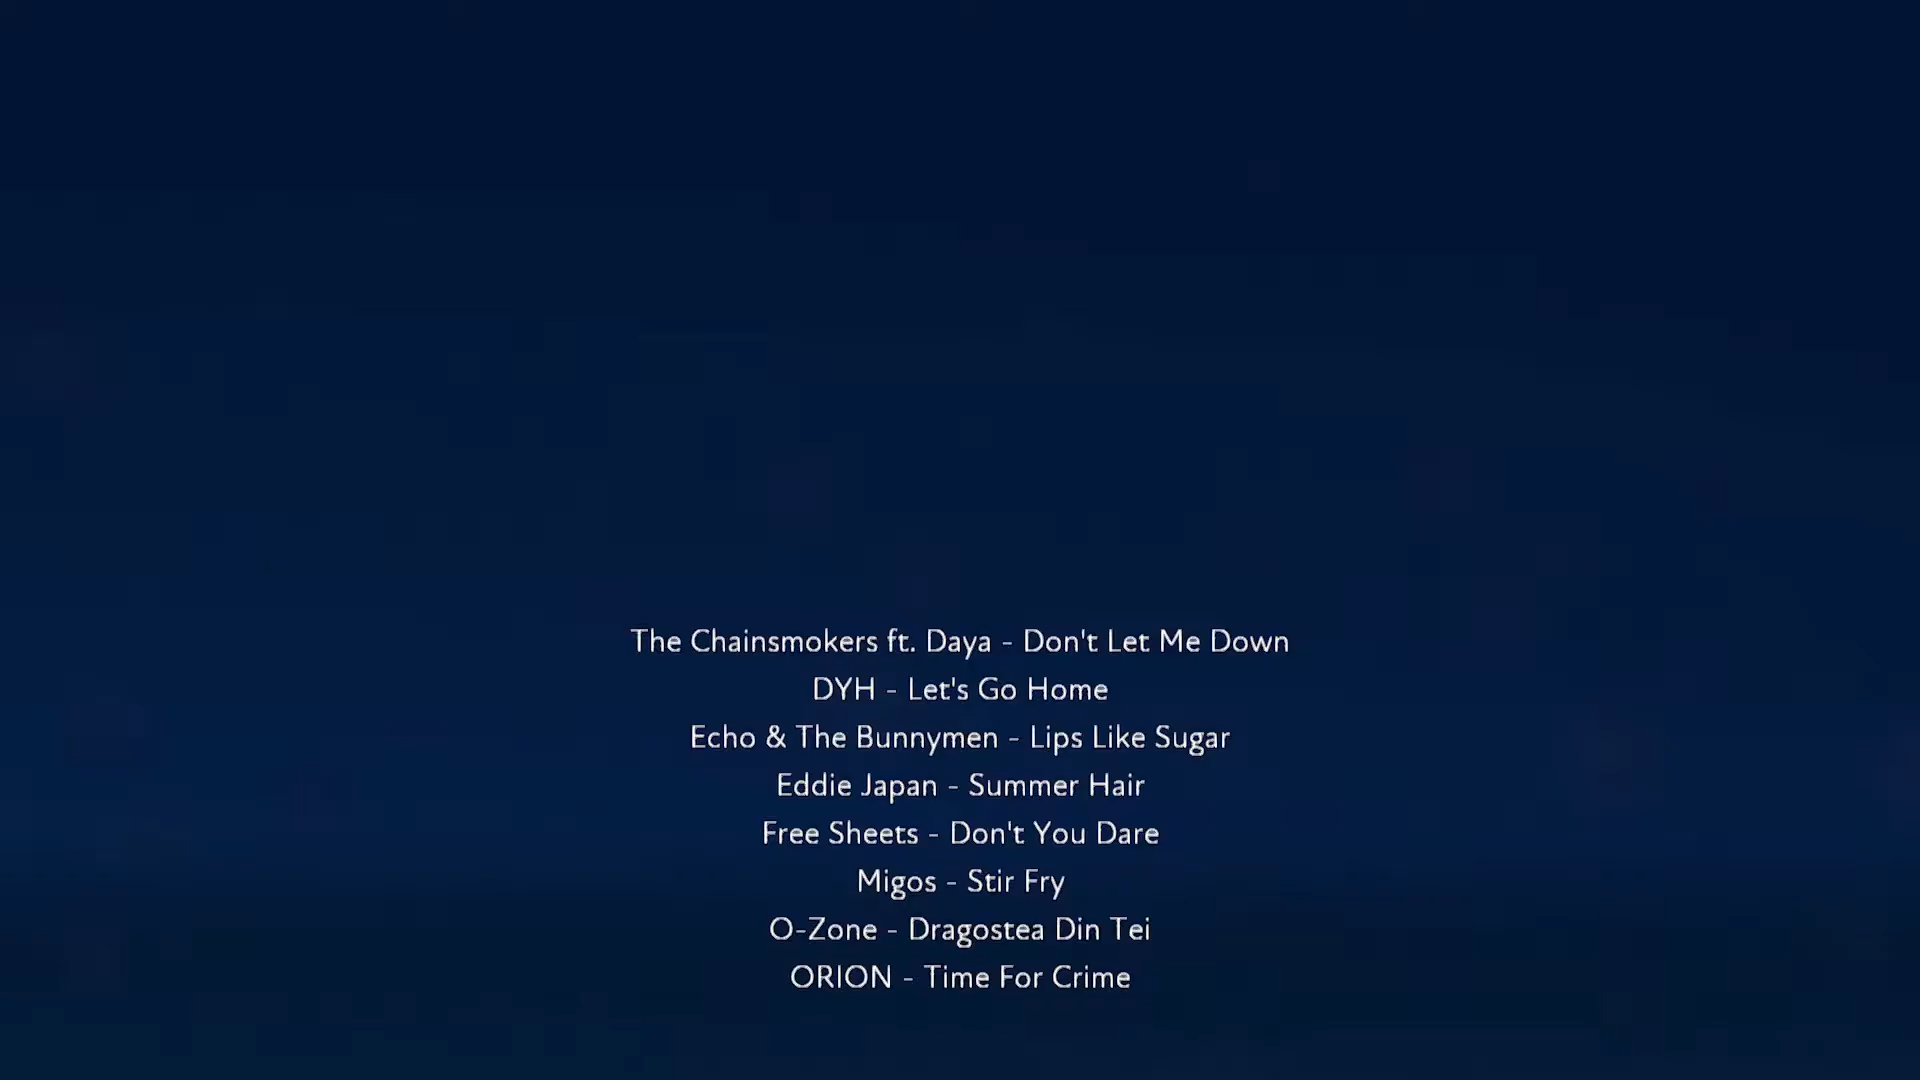 The Chainsmokers ft. Daya - Don't Let Me Down
DYH - Let's Go Home
Echo & The Bunnymen - Lips Like Sugar
Eddie Japan - Summer Hair
Free Sheets - Don't You Dare
Migos - Stir Fry
O-Zone - Dragostea Din Tei
ORION - Time For Crime